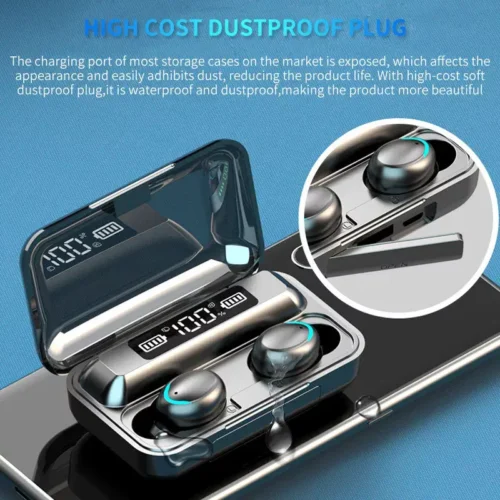 HIGH COST DUSTPROOF PLUG
The charging port of most storage cases on the market is exposed, which affects the
appearance and easily adhibits dust, reducing the product life. With high-cost soft
dustproof plug,it is waterproof and dustproof,making the product more beautiful
100
100 %